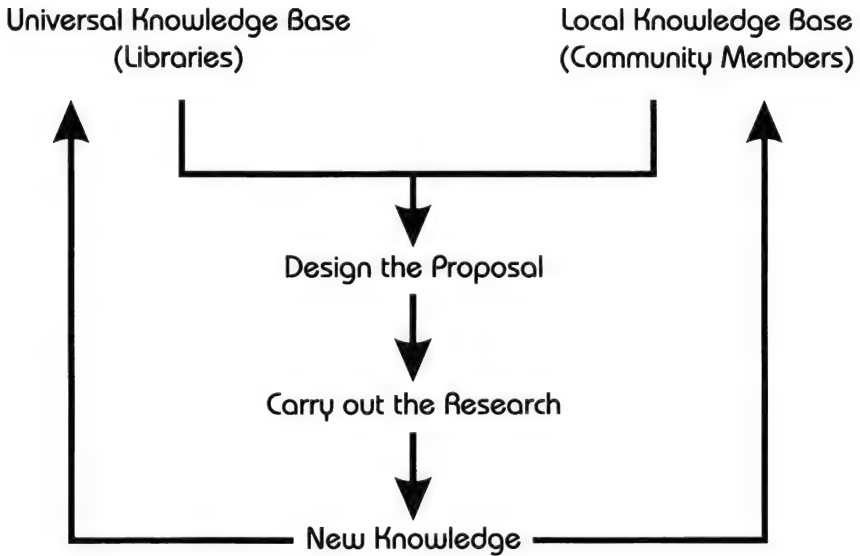 Universal Knowledge Base
(Libraries)
Local Knowledge Base
(Community Members)
Design the Proposal
Carry out the Research
New Knowledge